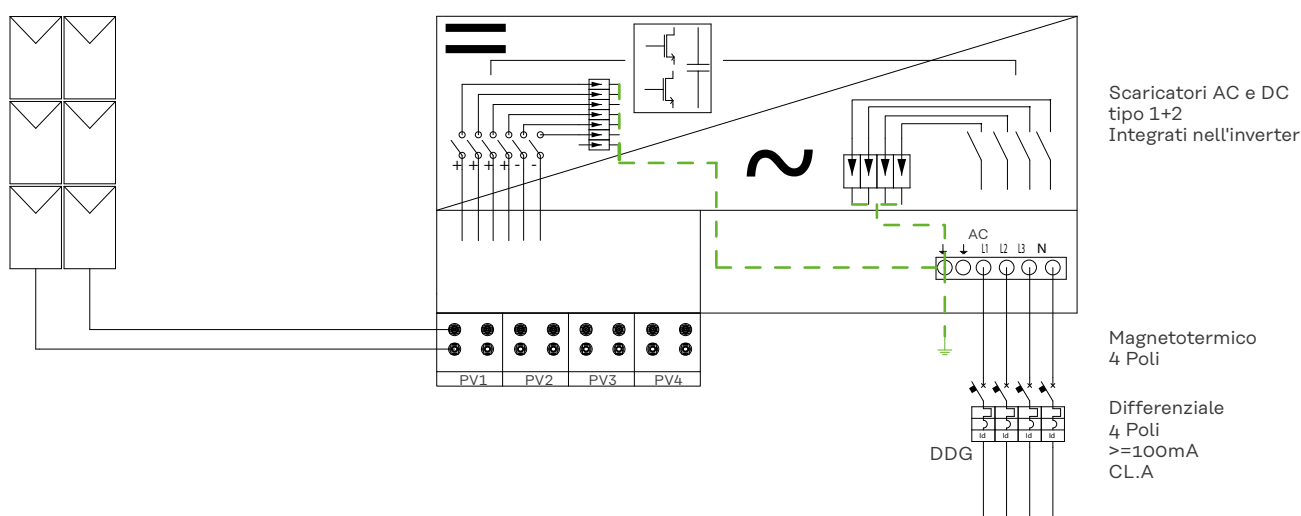 Scaricatori AC e DC
tipo 1+2
Integrati nell'inverter
+ + + + - -
AC
L1 L2 L3 N
Magnetotermico
4 Poli
PV1 PV2 PV3 PV4
Differenziale
4 Poli
>=100mA
CL.A
Id Id Id Id
DDG